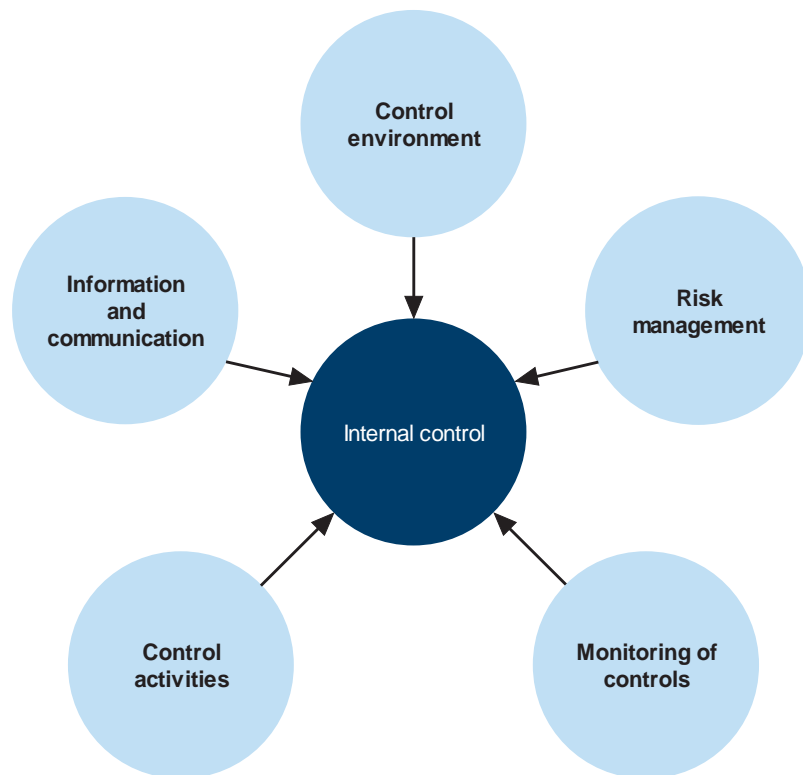 Control
environment
Information
and
communication
Risk
management
Internal control
Control
activities
Monitoring of
controls